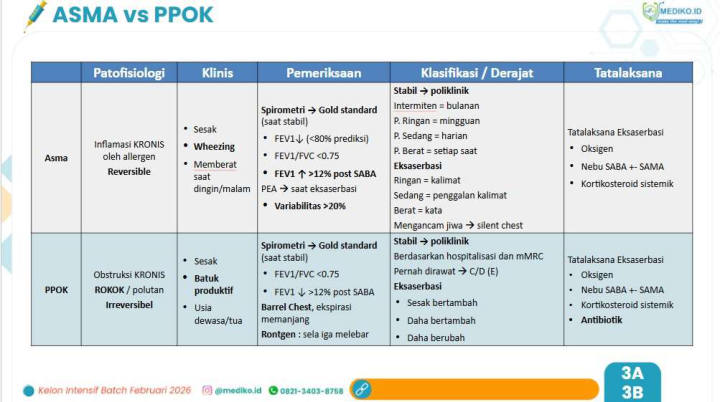 ASMA vs PPOK
MEDIKO.ID
Patofisiologi
Klinis
Pemeriksaan
Klasifikasi / Derajat
Tatalaksana
Asma
Inflamasi KRONIS
oleh allergen
Reversible
• Sesak
• Wheezing
• Memberat
saat
dingin/malam
Spirometri → Gold standard
(saat stabil)
• FEV1↓ (<80% prediksi)
• FEV1/FVC <0.75
• FEV1 ↑ >12% post SABA
PEA → saat eksaserbasi
• Variabilitas >20%
Stabil → poliklinik
Intermiten = bulanan
P. Ringan = mingguan
P. Sedang = harian
P. Berat = setiap saat
Eksaserbasi
Ringan = kalimat
Sedang = penggalan kalimat
Berat = kata
Mengancam jiwa → silent chest
Tatalaksana Eksaserbasi
• Oksigen
• Nebu SABA +- SAMA
• Kortikosteroid sistemik
PPOK
Obstruksi KRONIS
ROKOK / polutan
Irreversibel
• Sesak
• Batuk
produktif
• Usia
dewasa/tua
Spirometri → Gold standard
(saat stabil)
• FEV1/FVC <0.75
• FEV1 ↓ >12% post SABA
Barrel Chest, ekspirasi
memanjang
Rontgen : sela iga melebar
Stabil → poliklinik
Berdasarkan hospitalisasi dan mMRC
Pernah dirawat → C/D (E)
Eksaserbasi
• Sesak bertambah
• Daha bertambah
• Daha berubah
Tatalaksana Eksaserbasi
• Oksigen
• Nebu SABA +- SAMA
• Kortikosteroid sistemik
• Antibiotik
Kelon Intensif Batch Februari 2026
@mediko.id
0821-3403-8758
3A
3B